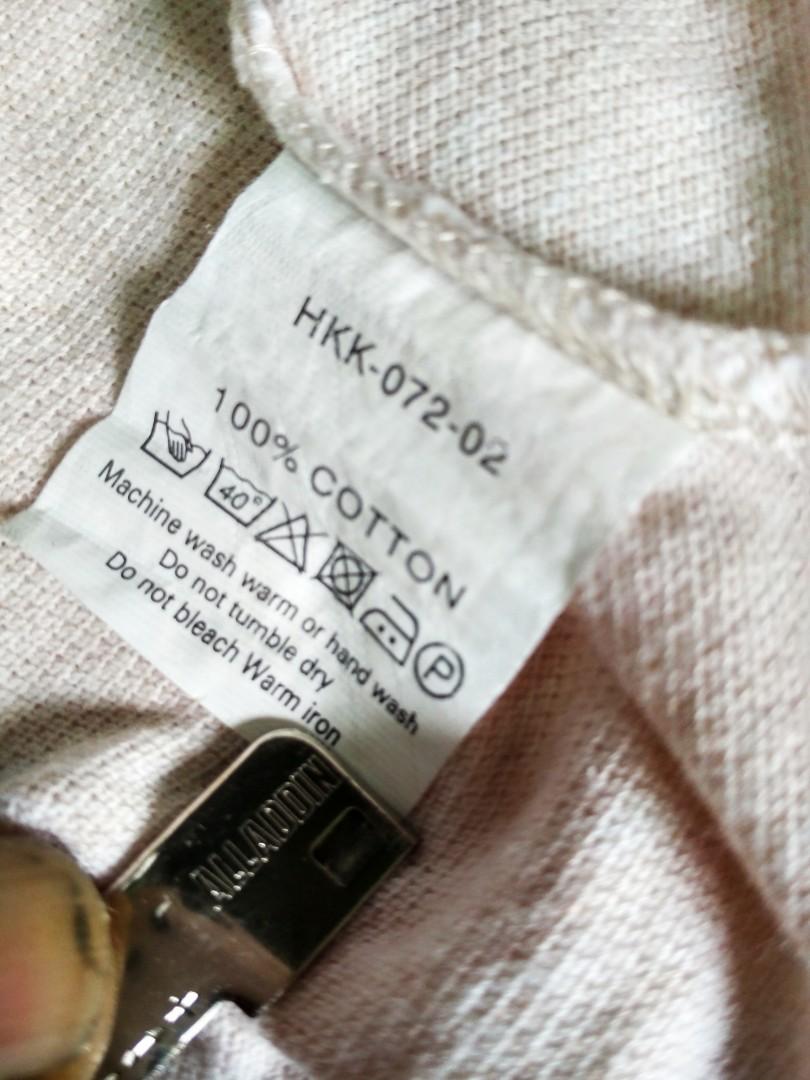 HKK-072-02
100% COTTON
40°
P
Machine wash warm or hand wash
Do not tumble dry
Do not bleach Warm iron
ALLADDIN